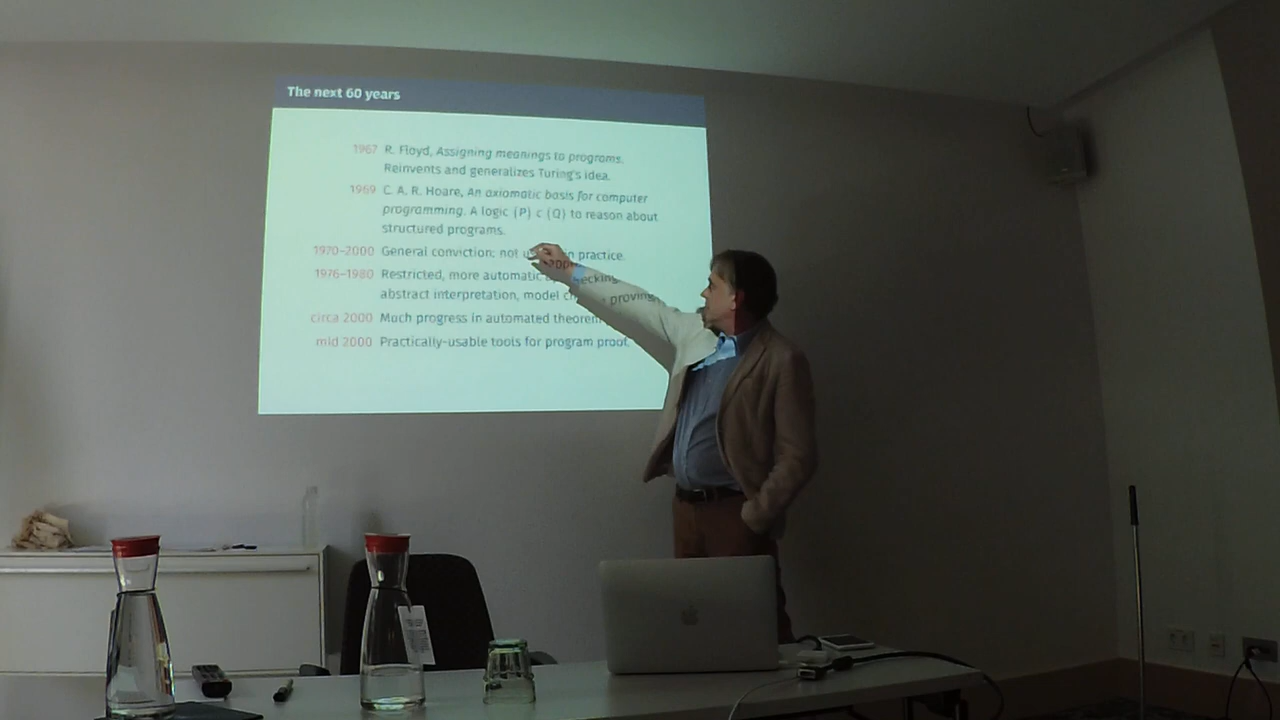 The next 60 years
1967 R. Floyd, Assigning meanings to programs.
Reinvents and generalizes Turing's idea.
1969 C. A. R. Hoare, An axiomatic basis for computer
programming. A logic {P} c {Q} to reason about
structured programs.
1970–2000 General conviction; not in practice.
1976–1980 Restricted, more automatic
abstract interpretation, model
circa 2000 Much progress in automated theorem proving.
mid 2000 Practically-usable tools for program proof.